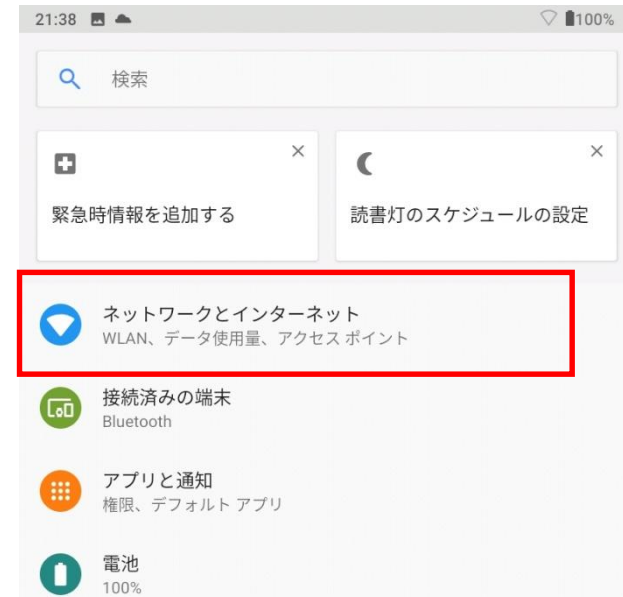 21:38 100%
検索
緊急時情報を追加する
読書灯のスケジュールの設定
ネットワークとインターネット
WLAN、データ使用量、アクセス ポイント
接続済みの端末
Bluetooth
アプリと通知
権限、デフォルト アプリ
電池
100%